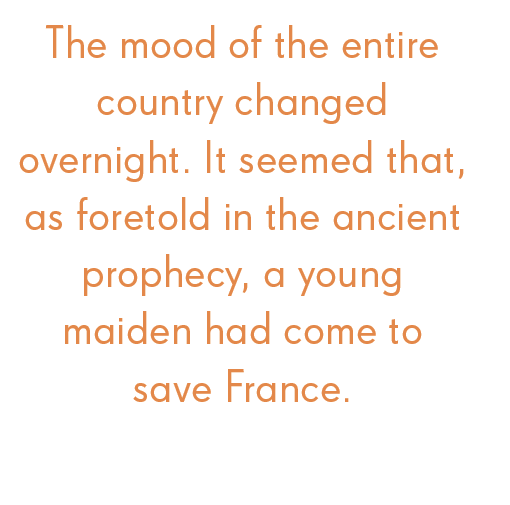 The mood of the entire
country changed
overnight. It seemed that,
as foretold in the ancient
prophecy, a young
maiden had come to
save France.